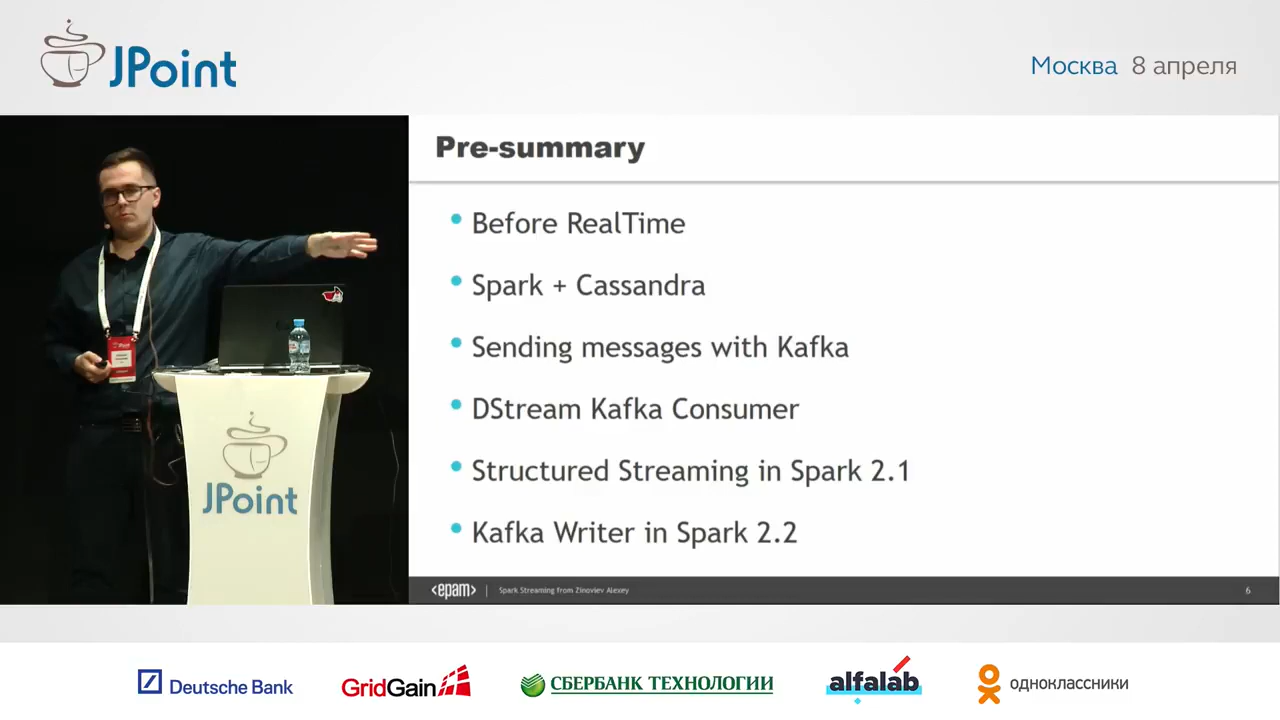 JPoint
Москва 8 апреля
Pre-summary
• Before RealTime
• Spark + Cassandra
• Sending messages with Kafka
• DStream Kafka Consumer
• Structured Streaming in Spark 2.1
• Kafka Writer in Spark 2.2
<epam> | Spark Streaming from Zinoviev Alexey 6
JPoint
Deutsche Bank
GridGain
СБЕРБАНК ТЕХНОЛОГИИ
alfalab
одноклассники